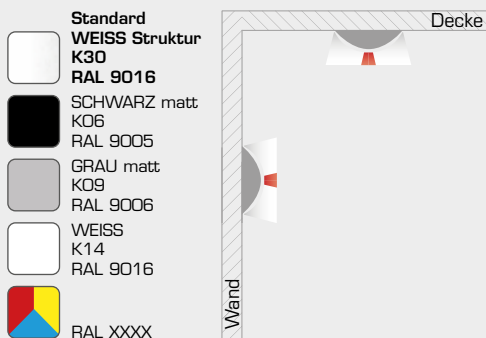 Standard
WEISS Struktur
K30
RAL 9016
SCHWARZ matt
K06
RAL 9005
GRAU matt
K09
RAL 9006
WEISS
K14
RAL 9016
RAL XXXX
Decke
Wand